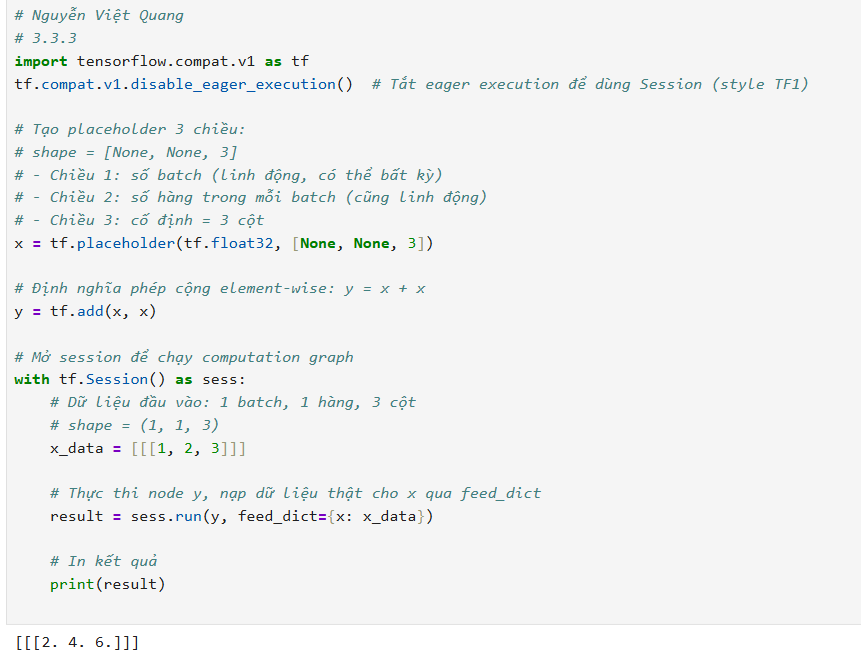 # Nguyễn Việt Quang
# 3.3.3
import tensorflow.compat.v1 as tf
tf.compat.v1.disable_eager_execution()  # Tắt eager execution để dùng Session (style TF1)

# Tạo placeholder 3 chiều:
# shape = [None, None, 3]
# - Chiều 1: số batch (linh động, có thể bất kỳ)
# - Chiều 2: số hàng trong mỗi batch (cũng linh động)
# - Chiều 3: cố định = 3 cột
x = tf.placeholder(tf.float32, [None, None, 3])

# Định nghĩa phép cộng element-wise: y = x + x
y = tf.add(x, x)

# Mở session để chạy computation graph
with tf.Session() as sess:
    # Dữ liệu đầu vào: 1 batch, 1 hàng, 3 cột
    # shape = (1, 1, 3)
    x_data = [[[1, 2, 3]]]

    # Thực thi node y, nạp dữ liệu thật cho x qua feed_dict
    result = sess.run(y, feed_dict={x: x_data})

    # In kết quả
    print(result)

[[[2. 4. 6.]]]